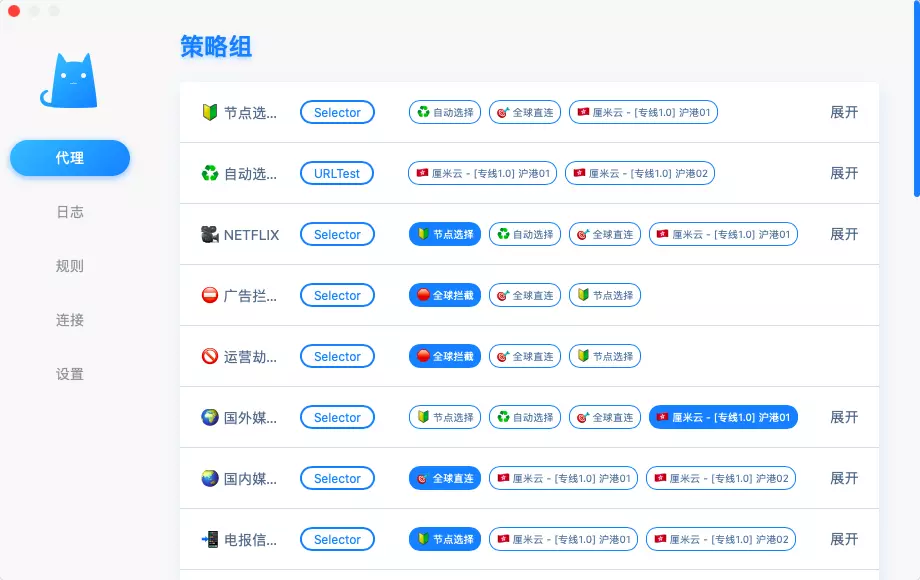 策略组
代理
日志
规则
连接
设置
节点选... Selector 自动选择 全球直连 厘米云 - [专线1.0] 沪港01 展开
自动选... URLTest 厘米云 - [专线1.0] 沪港01 厘米云 - [专线1.0] 沪港02 展开
NETFLIX Selector 节点选择 自动选择 全球直连 厘米云 - [专线1.0] 沪港01 展开
广告拦... Selector 全球拦截 全球直连 节点选择
运营劫... Selector 全球拦截 全球直连 节点选择
国外媒... Selector 节点选择 自动选择 全球直连 厘米云 - [专线1.0] 沪港01 展开
国内媒... Selector 全球直连 厘米云 - [专线1.0] 沪港01 厘米云 - [专线1.0] 沪港02 展开
电报信... Selector 节点选择 厘米云 - [专线1.0] 沪港01 厘米云 - [专线1.0] 沪港02 展开